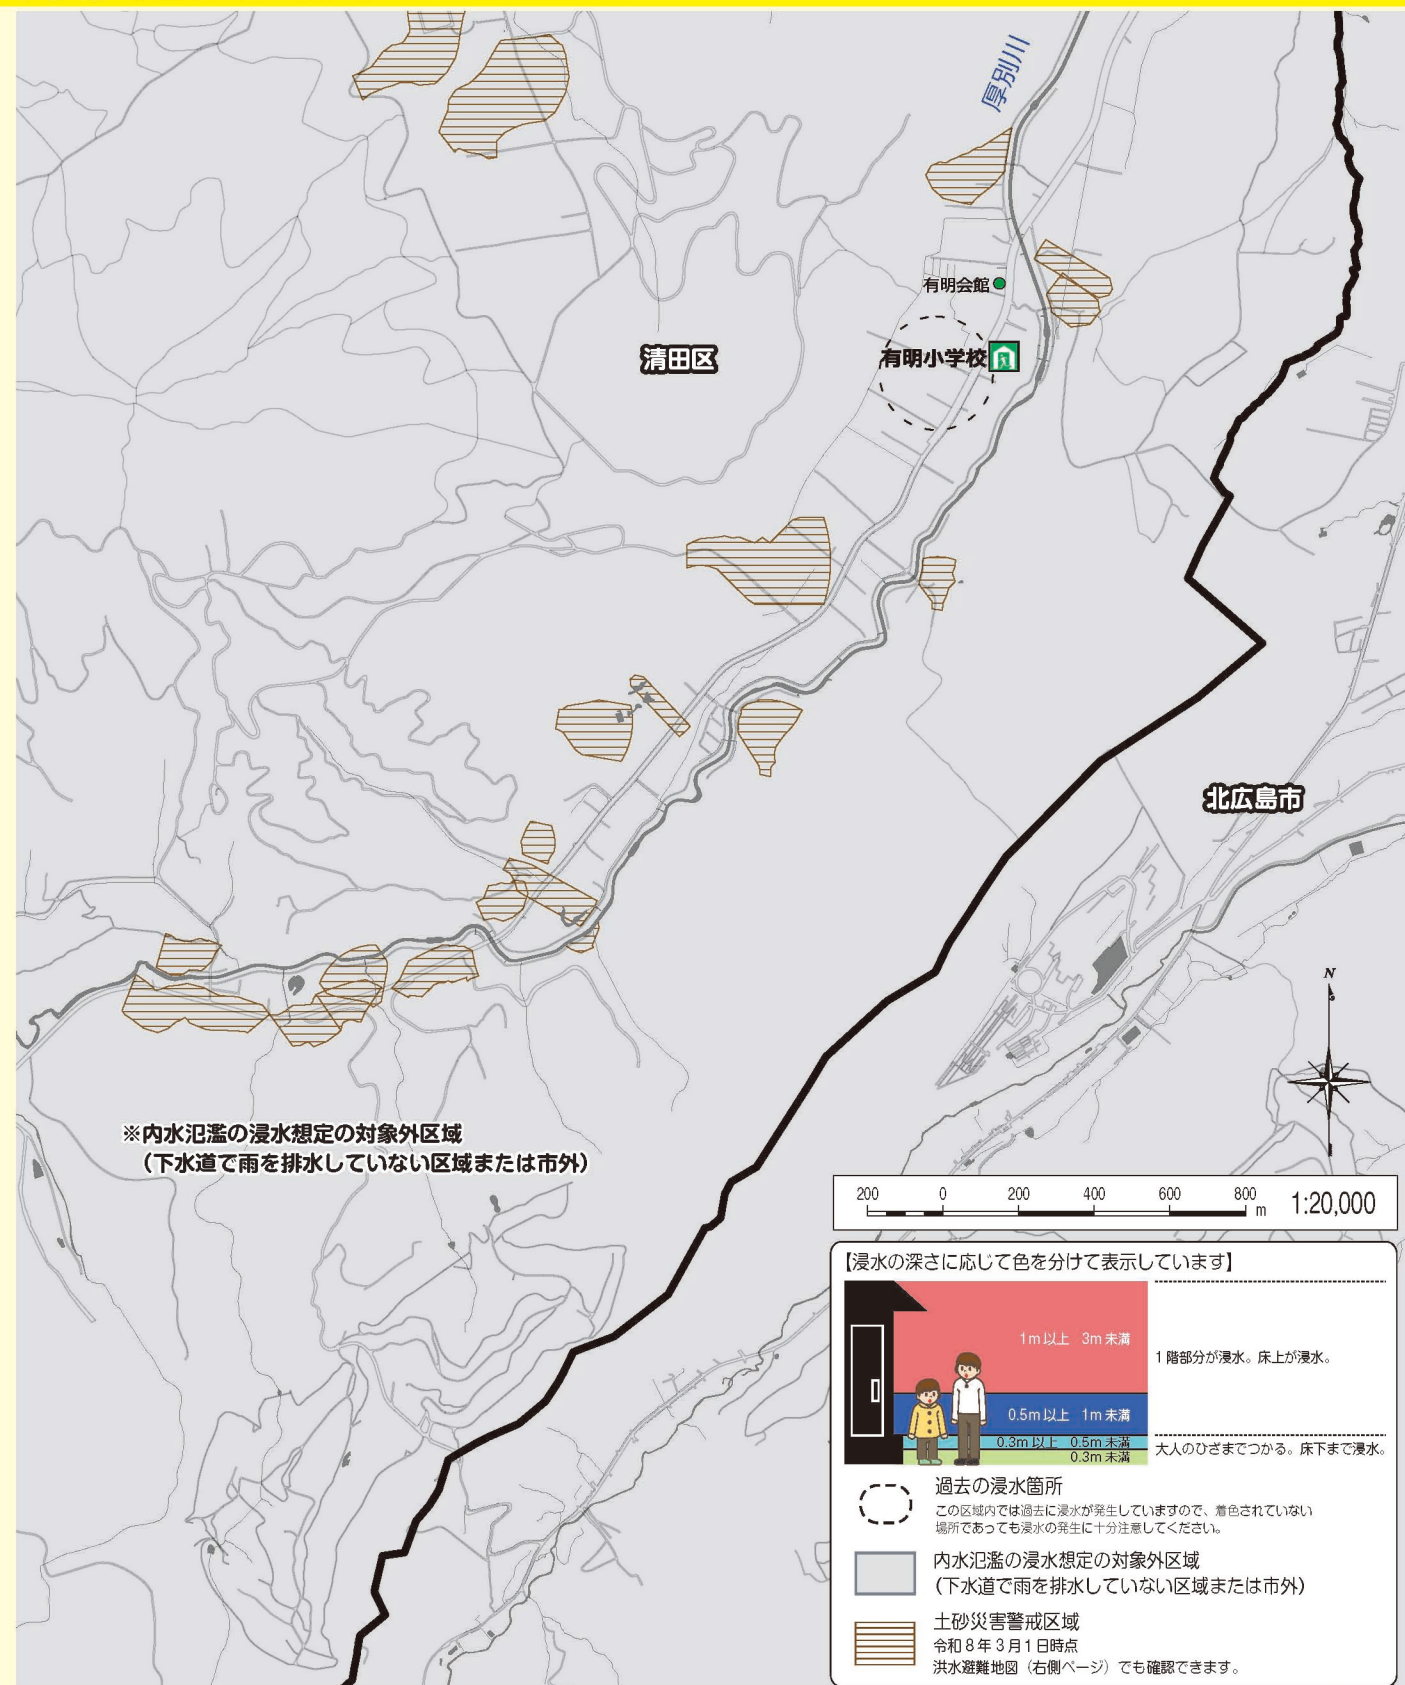 厚別川
有明会館
清田区
有明小学校
北広島市
N
※内水氾濫の浸水想定の対象外区域
(下水道で雨を排水していない区域または市外)
200 0 200 400 600 800 m 1:20,000
【浸水の深さに応じて色を分けて表示しています】
1m以上 3m未満
1階部分が浸水。床上が浸水。
0.5m以上 1m未満
0.3m以上 0.5m未満
大人のひざまでつかる。床下まで浸水。
0.3m未満
過去の浸水箇所
この区域内では過去に浸水が発生していますので、着色されていない
場所であっても浸水の発生に十分注意してください。
内水氾濫の浸水想定の対象外区域
(下水道で雨を排水していない区域または市外)
土砂災害警戒区域
令和8年3月1日時点
洪水避難地図(右側ページ)でも確認できます。